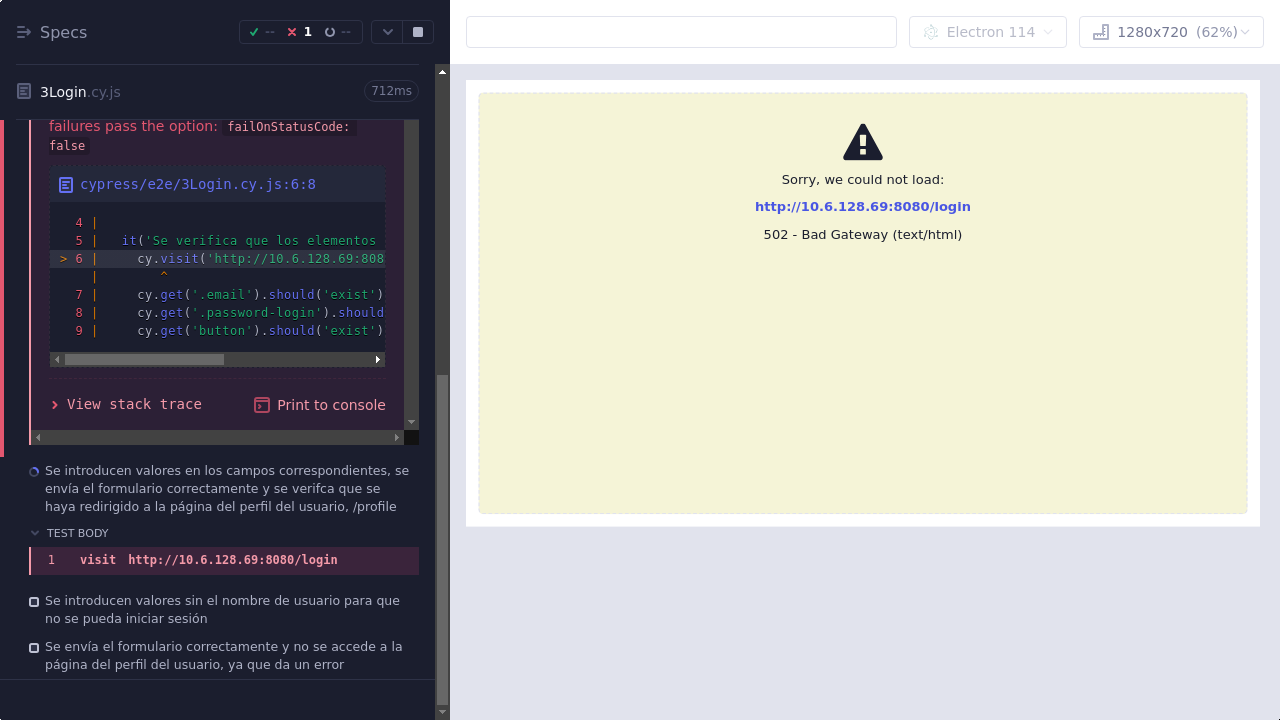 Specs
-- 1 --
3Login.cy.js
712ms
failures pass the option: failOnStatusCode:
false
cypress/e2e/3Login.cy.js:6:8
4 |
5 | it('Se verifica que los elementos
> 6 | cy.visit('http://10.6.128.69:808
| ^
7 | cy.get('.email').should('exist')
8 | cy.get('.password-login').should
9 | cy.get('button').should('exist')
View stack trace
Print to console
Se introducen valores en los campos correspondientes, se
envía el formulario correctamente y se verifca que se
haya redirigido a la página del perfil del usuario, /profile
TEST BODY
1 visit http://10.6.128.69:8080/login
Se introducen valores sin el nombre de usuario para que
no se pueda iniciar sesión
Se envía el formulario correctamente y no se accede a la
página del perfil del usuario, ya que da un error
Electron 114
1280x720 (62%)
Sorry, we could not load:
http://10.6.128.69:8080/login
502 - Bad Gateway (text/html)